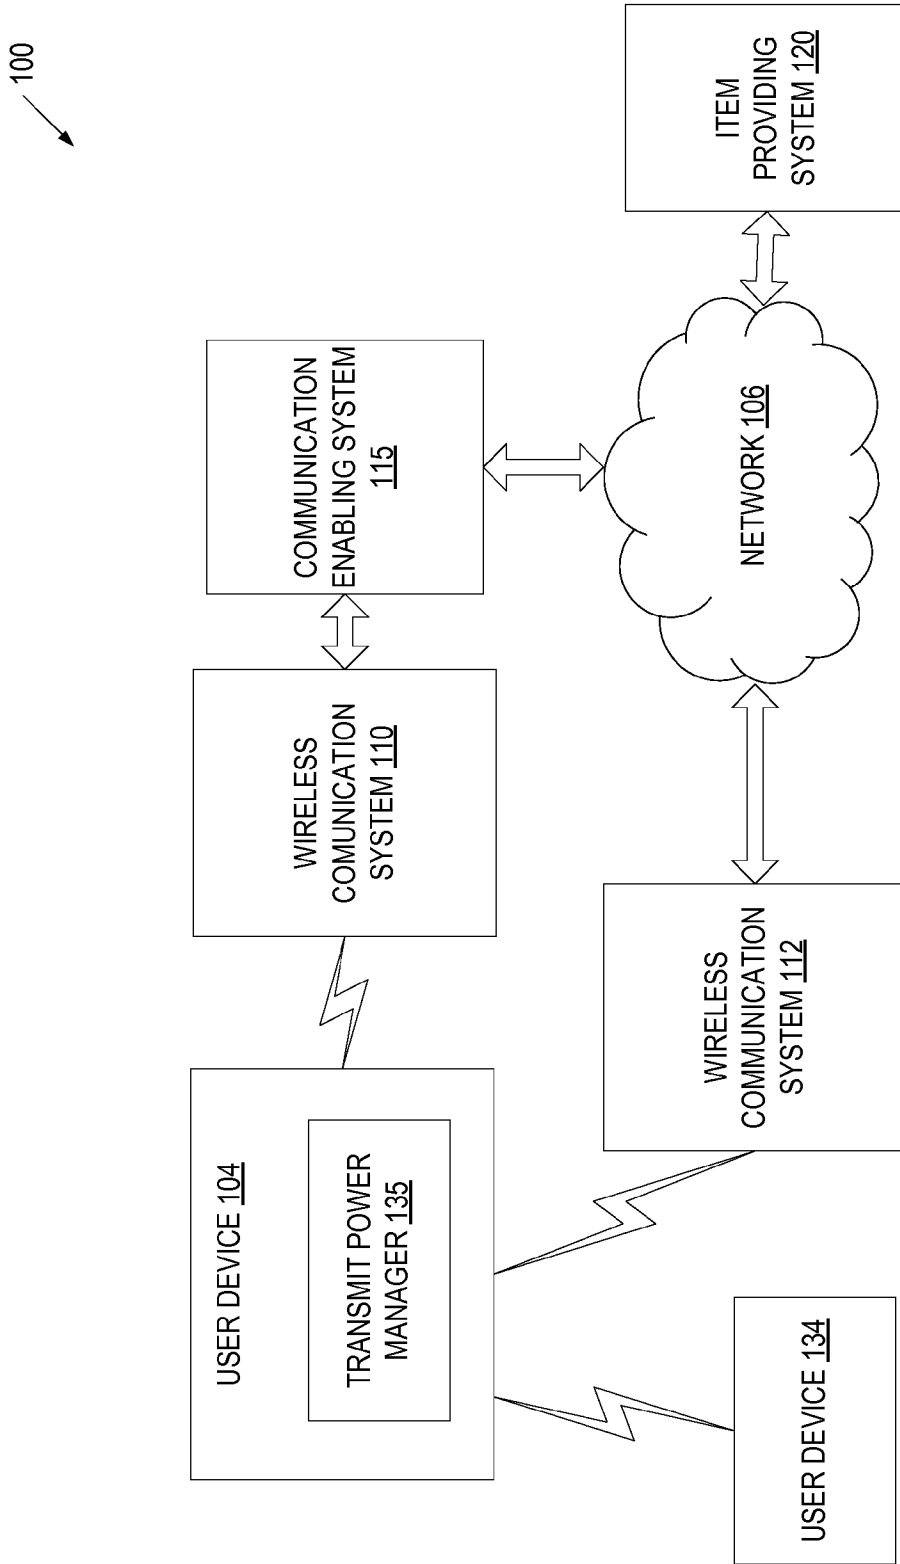 100
USER DEVICE 104
TRANSMIT POWER
MANAGER 135
WIRELESS
COMUNICATION
SYSTEM 110
COMMUNICATION
ENABLING SYSTEM
115
USER DEVICE 134
WIRELESS
COMMUNICATION
SYSTEM 112
NETWORK 106
ITEM
PROVIDING
SYSTEM 120